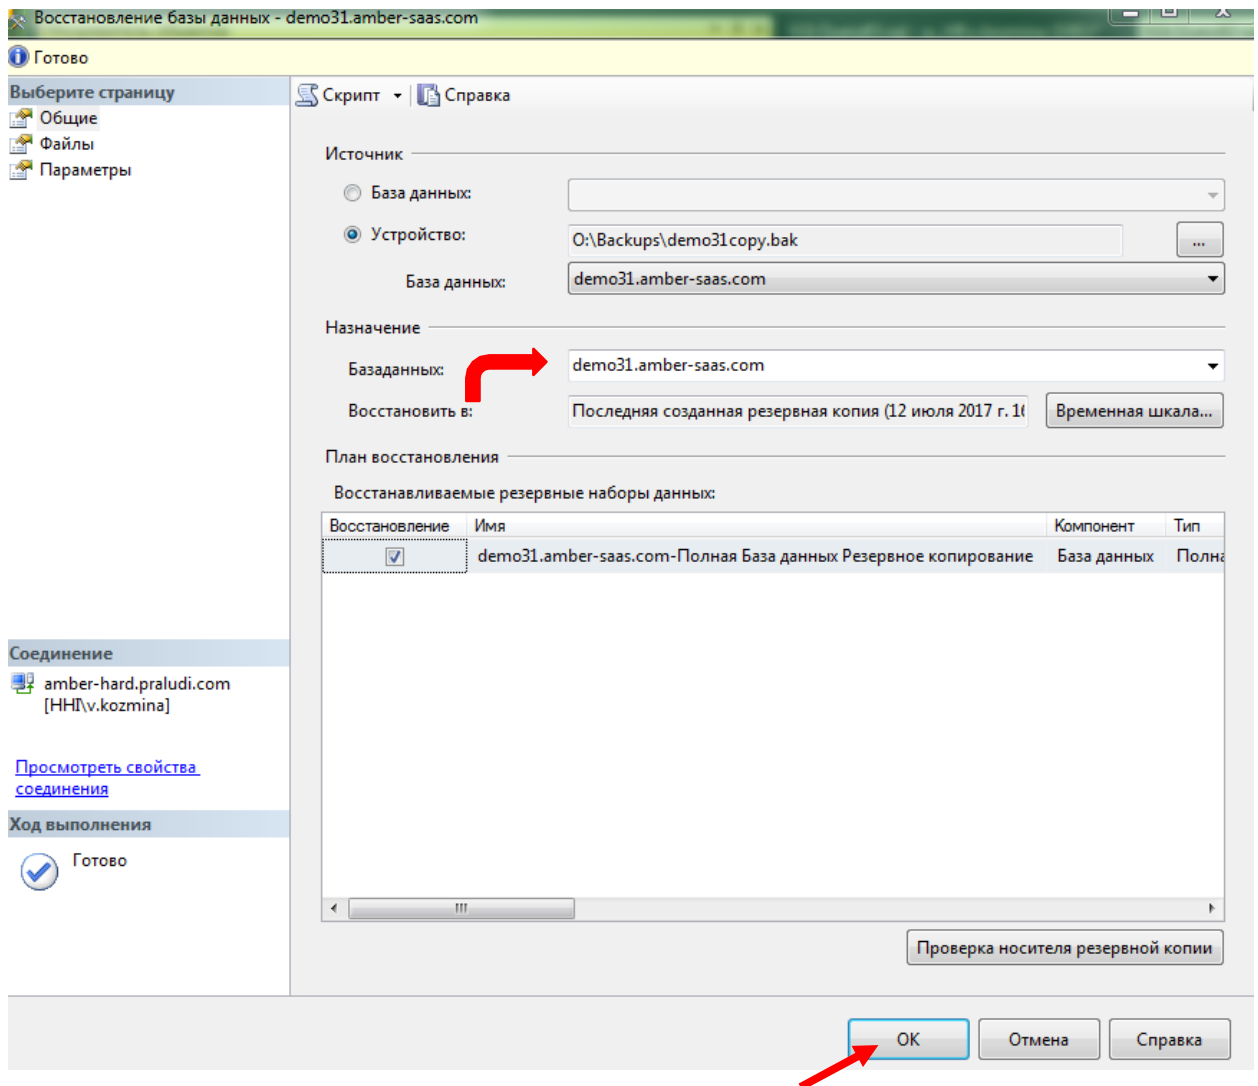 Восстановление базы данных - demo31.amber-saas.com
Готово
Выберите страницу
Общие
Файлы
Параметры
Скрипт
Справка
Источник
База данных:
Устройство:
O:\Backups\demo31copy.bak
...
База данных:
demo31.amber-saas.com
Назначение
Базаданных:
demo31.amber-saas.com
Восстановить в:
Последняя созданная резервная копия (12 июля 2017 г. 16
Временная шкала...
План восстановления
Восстанавливаемые резервные наборы данных:
Восстановление Имя Компонент Тип
demo31.amber-saas.com-Полная База данных Резервное копирование База данных Полна
Соединение
amber-hard.praludi.com
[HHI\v.kozmina]
Просмотреть свойства
соединения
Ход выполнения
Готово
Проверка носителя резервной копии
ОК
Отмена
Справка